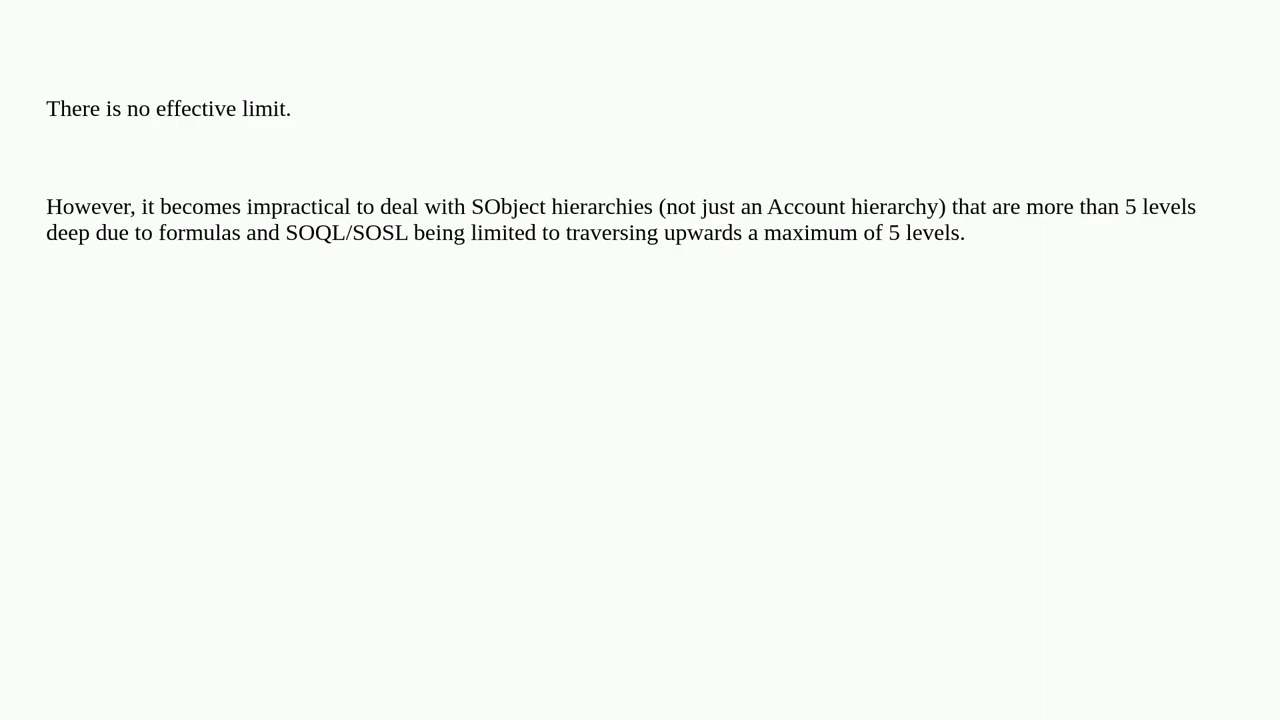 There is no effective limit.
However, it becomes impractical to deal with SObject hierarchies (not just an Account hierarchy) that are more than 5 levels
deep due to formulas and SOQL/SOSL being limited to traversing upwards a maximum of 5 levels.